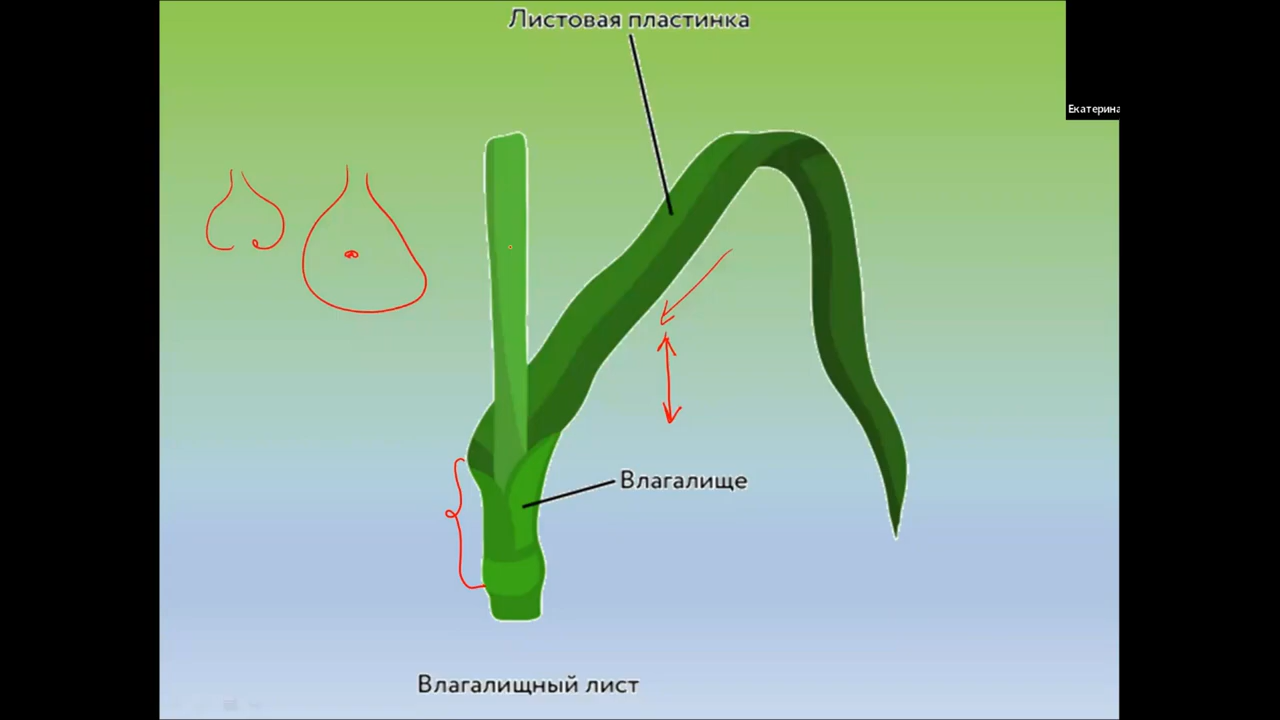 Листовая пластинка
Екатерина
Влагалище
Влагалищный лист